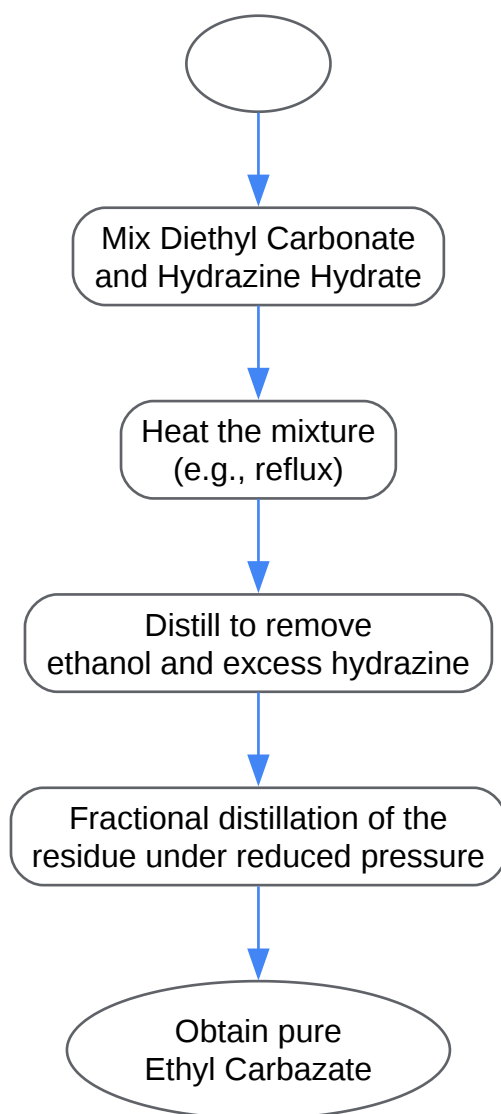 Mix Diethyl Carbonate
and Hydrazine Hydrate
Heat the mixture
(e.g., reflux)
Distill to remove
ethanol and excess hydrazine
Fractional distillation of the
residue under reduced pressure
Obtain pure
Ethyl Carbazate